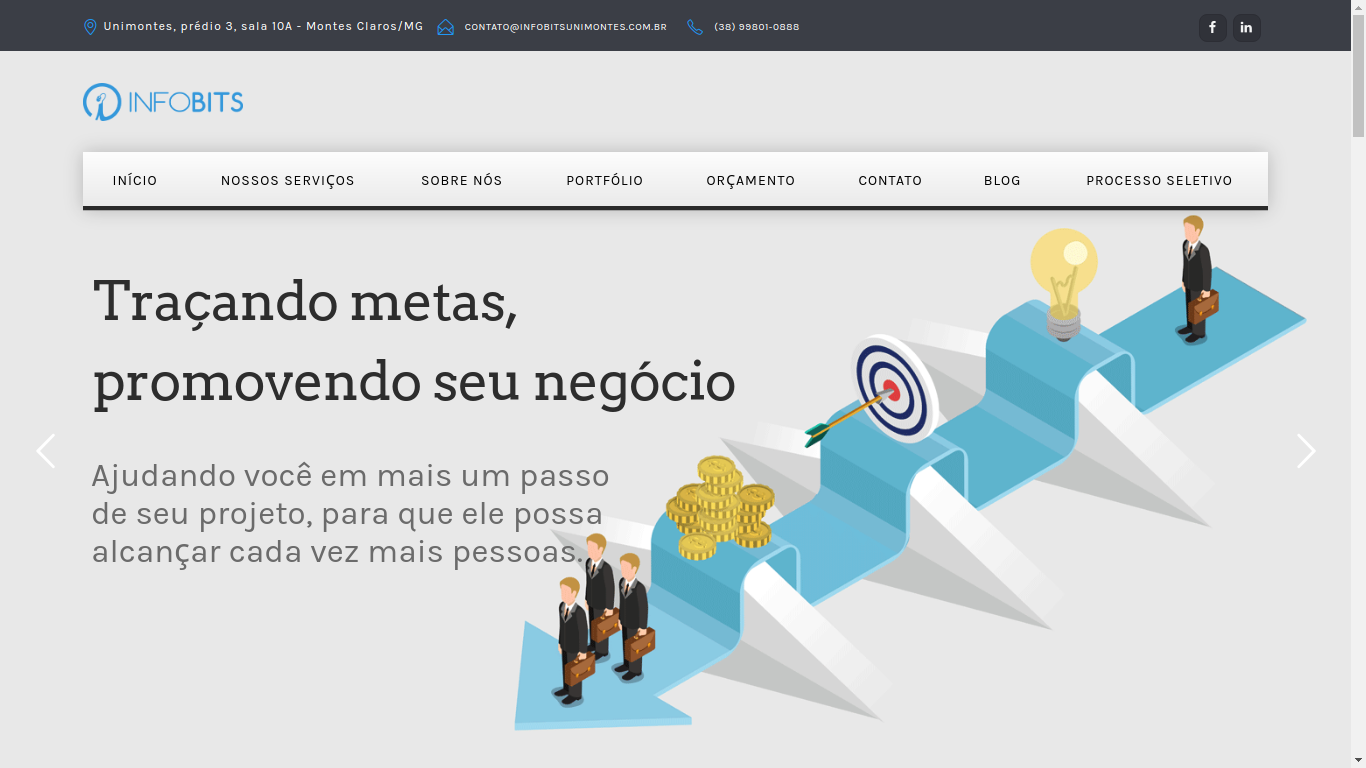 Unimontes, prédio 3, sala 10A - Montes Claros/MG
CONTATO@INFOBITSUNIMONTES.COM.BR
(38) 99801-0888
INFOBITS
INÍCIO
NOSSOS SERVIÇOS
SOBRE NÓS
PORTFÓLIO
ORÇAMENTO
CONTATO
BLOG
PROCESSO SELETIVO
Traçando metas,
promovendo seu negócio
Ajudando você em mais um passo
de seu projeto, para que ele possa
alcançar cada vez mais pessoas.